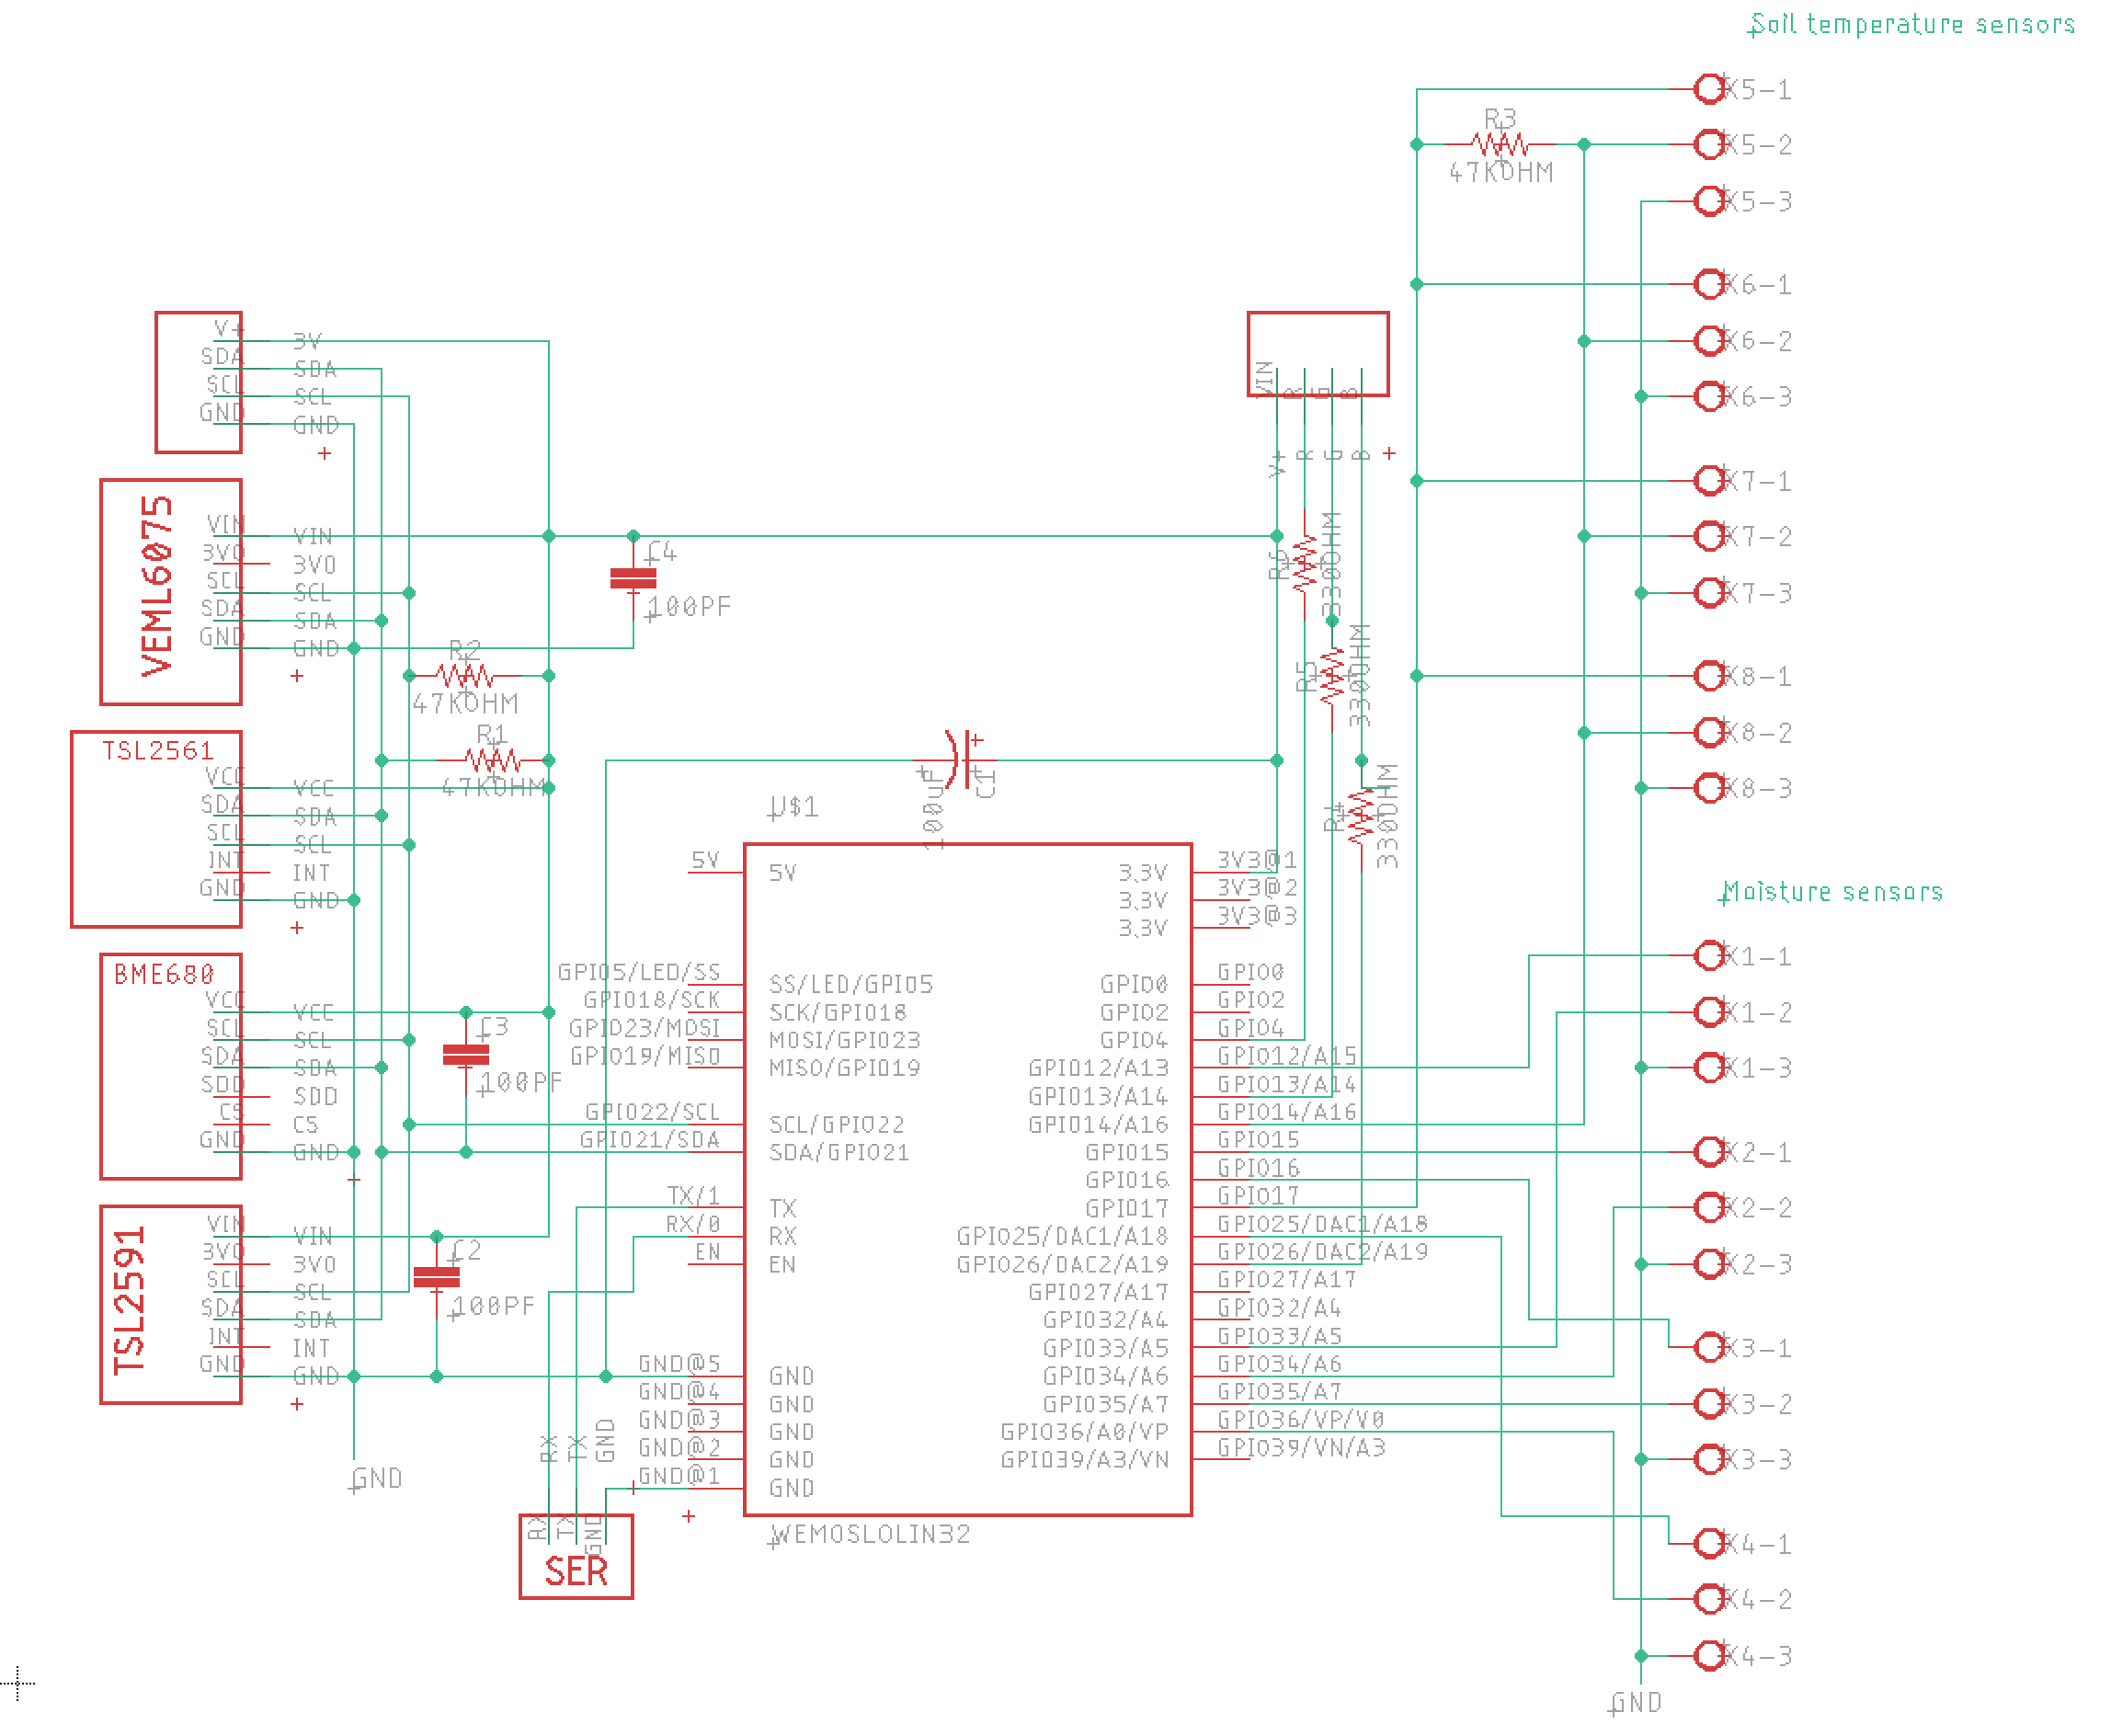 Soil temperature sensors
X5-1
R3
X5-2
47KOHM
X5-3
X6-1
V+
3V
X6-2
SDA
SDA
SCL
SCL
VIN
R
G
B
X6-3
GND
GND
V+
R
G
B
VEML6075
X7-1
VIN
VIN
X7-2
3VO
3VO
C4
R6
330OHM
SCL
SCL
100PF
X7-3
SDA
SDA
GND
GND
R2
R5
330OHM
X8-1
47KOHM
R1
X8-2
TSL2561
VCC
VCC
47KOHM
100uF
C1
X8-3
SDA
SDA
U$1
R4
330OHM
SCL
SCL
INT
INT
5V
5V
3.3V
3V3@1
GND
GND
3.3V
3V3@2
Moisture sensors
3.3V
3V3@3
BME680
X1-1
GPIO5/LED/SS
SS/LED/GPIO5
GPIO0
GPIO0
VCC
VCC
GPIO18/SCK
SCK/GPIO18
GPIO2
GPIO2
X1-2
SCL
SCL
C3
GPIO23/MOSI
MOSI/GPIO23
GPIO4
GPIO4
SDA
SDA
100PF
GPIO19/MISO
MISO/GPIO19
GPIO12/A13
GPIO12/A15
X1-3
SDO
SDO
GPIO13/A14
GPIO13/A14
CS
CS
GPIO22/SCL
SCL/GPIO22
GPIO14/A16
GPIO14/A16
GND
GND
GPIO21/SDA
SDA/GPIO21
GPIO15
GPIO15
X2-1
GPIO16
GPIO16
TSL2591
TX/1
TX
GPIO17
GPIO17
X2-2
VIN
VIN
RX/0
RX
GPIO25/DAC1/A18
GPIO25/DAC1/A18
3VO
3VO
C2
EN
EN
GPIO26/DAC2/A19
GPIO26/DAC2/A19
X2-3
SCL
SCL
100PF
GPIO27/A17
GPIO27/A17
SDA
SDA
GPIO32/A4
GPIO32/A4
INT
INT
GPIO33/A5
GPIO33/A5
X3-1
GND
GND
GND@5
GND
GPIO34/A6
GPIO34/A6
GND@4
GND
GPIO35/A7
GPIO35/A7
X3-2
GND@3
GND
GPIO36/A0/VP
GPIO36/VP/V0
RX
TX
GND
GND@2
GND
GPIO39/A3/VN
GPIO39/VN/A3
X3-3
GND
GND@1
GND
RX
TX
GND
WEMOSLOLIN32
X4-1
SER
X4-2
X4-3
GND